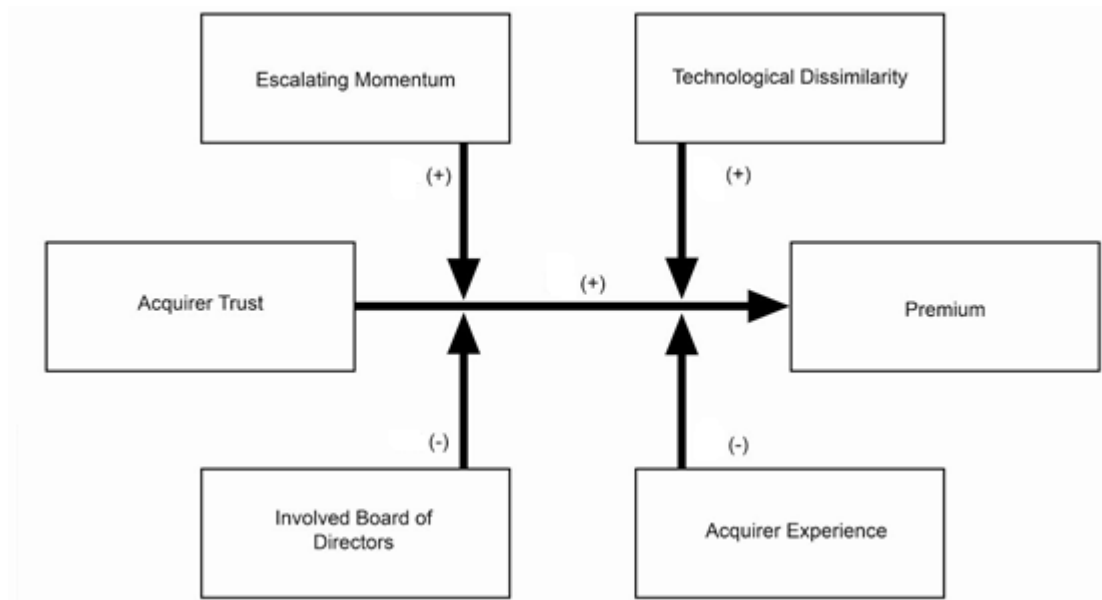 Escalating Momentum
Technological Dissimilarity
(+)
(+)
Acquirer Trust
(+)
Premium
(-)
(-)
Involved Board of
Directors
Acquirer Experience